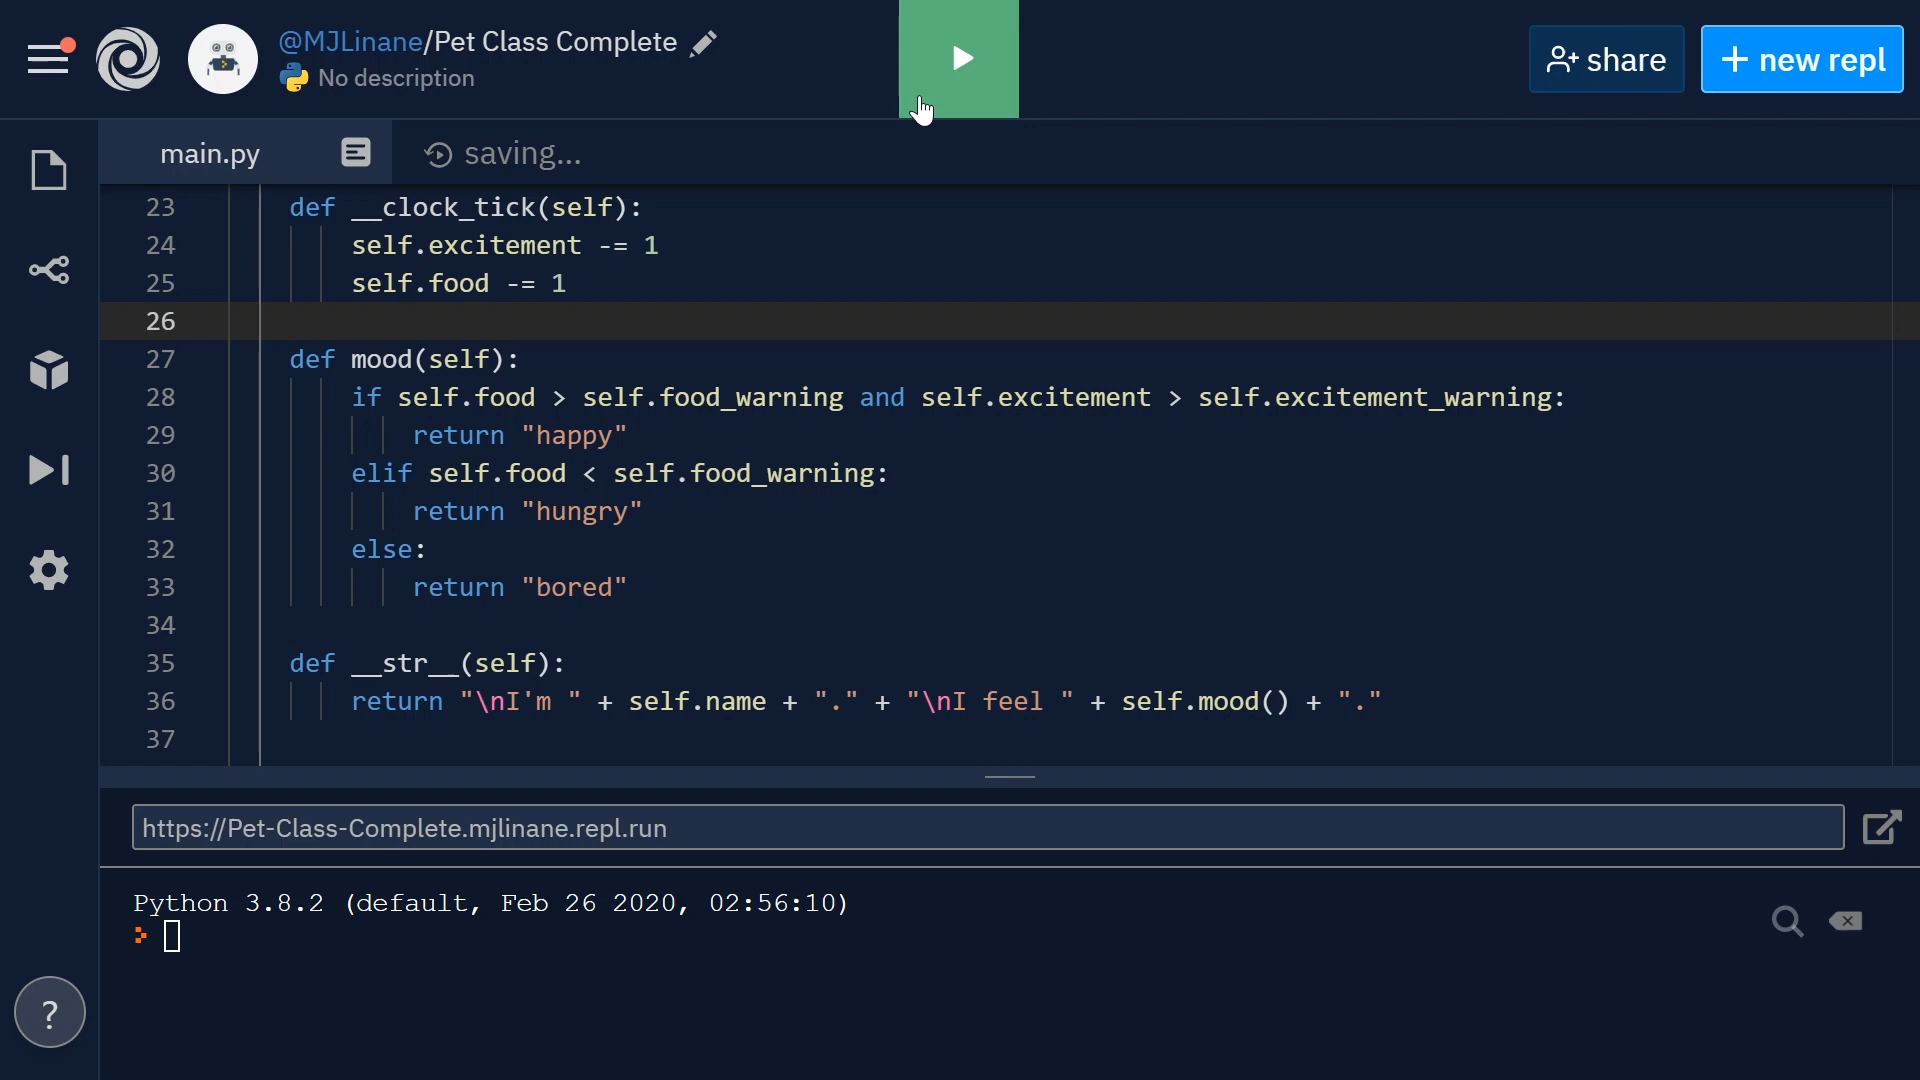 @MJLinane/Pet Class Complete
No description
share
+ new repl
main.py
saving...
23 def __clock_tick(self):
24 self.excitement -= 1
25 self.food -= 1
26
27 def mood(self):
28 if self.food > self.food_warning and self.excitement > self.excitement_warning:
29 return "happy"
30 elif self.food < self.food_warning:
31 return "hungry"
32 else:
33 return "bored"
34
35 def __str__(self):
36 return "\nI'm " + self.name + "." + "\nI feel " + self.mood() + "."
37
https://Pet-Class-Complete.mjlinane.repl.run
Python 3.8.2 (default, Feb 26 2020, 02:56:10)
?